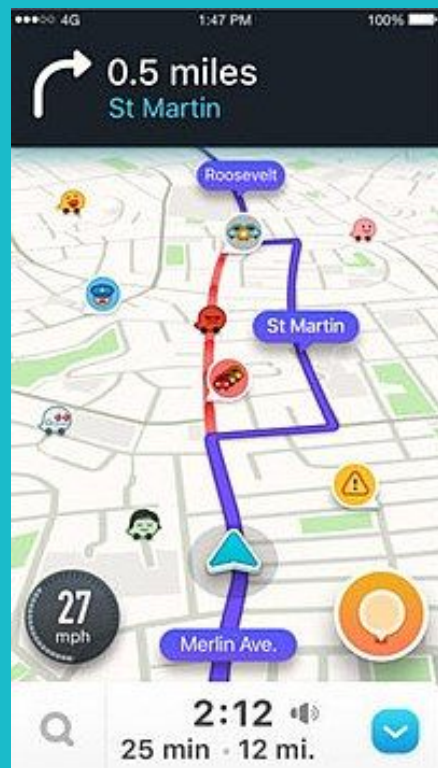 4G 1:47 PM 100%
0.5 miles
St Martin
Roosevelt
St Martin
27
mph
Merlin Ave.
2:12
25 min · 12 mi.